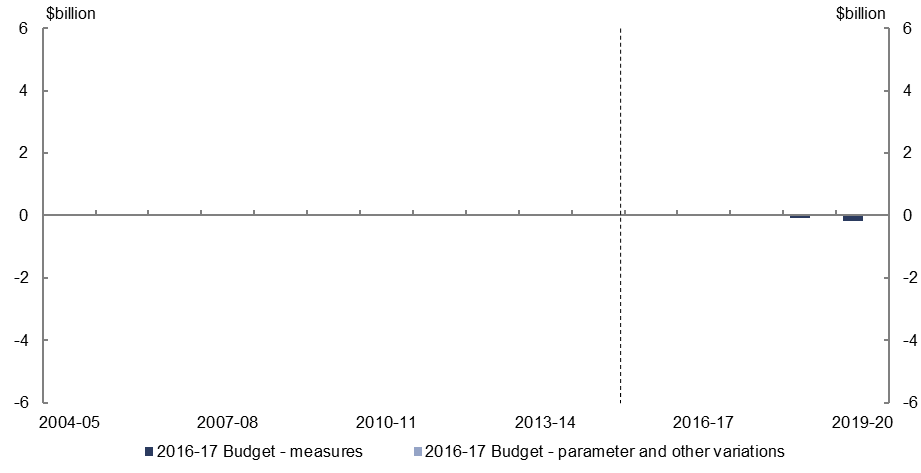 $billion $billion
6 6
4 4
2 2
0 0
-2 -2
-4 -4
-6 -6
2004-05 2007-08 2010-11 2013-14 2016-17 2019-20
2016-17 Budget - measures 2016-17 Budget - parameter and other variations